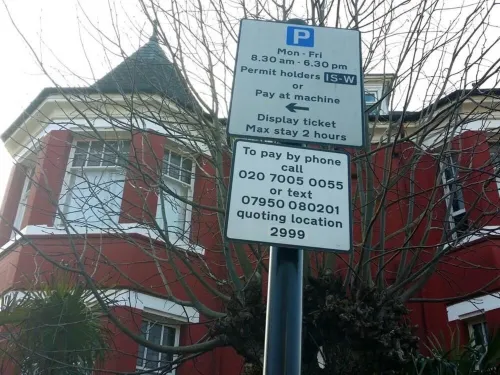 P
Mon - Fri
8.30 am - 6.30 pm
Permit holders IS-W
or
Pay at machine
Display ticket
Max stay 2 hours
To pay by phone
call
020 7005 0055
or text
07950 080201
quoting location
2999